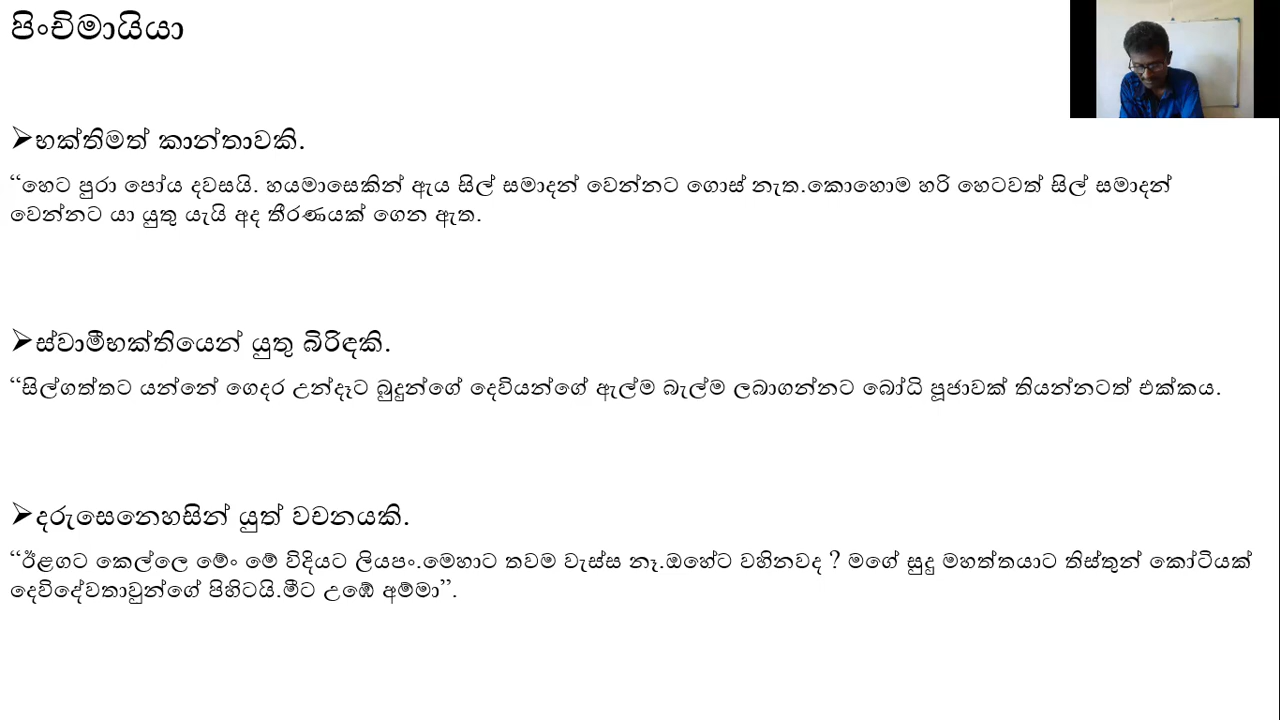 පිංචිමායියා
➢භක්තිමත් කාන්තාවකි.
“හෙට පුරා පෝය දවසයි. හයමාසෙකින් ඇය සිල් සමාදන් වෙන්නට ගොස් නැත.කොහොම හරි හෙටවත් සිල් සමාදන්
වෙන්නට යා යුතු යැයි අද තීරණයක් ගෙන ඇත.
➢ස්වාමීභක්තියෙන් යුතු බිරිඳකි.
“සිල්ගත්තට යන්නේ ගෙදර උන්දෑට බුදුන්ගේ දෙවියන්ගේ ඇල්ම බැල්ම ලබාගන්නට බෝධි පූජාවක් තියන්නටත් එක්කය.
➢දරුසෙනෙහසින් යුත් වචනයකි.
“ඊළගට කෙල්ලෙ මේං මේ විදියට ලියපං.මෙහාට තවම වැස්ස නෑ.ඔහේට වහිනවද ? මගේ සුදු මහත්තයාට තිස්තුන් කෝටියක්
දෙවිදේවතාවුන්ගේ පිහිටයි.මීට උඹේ අම්මා”.